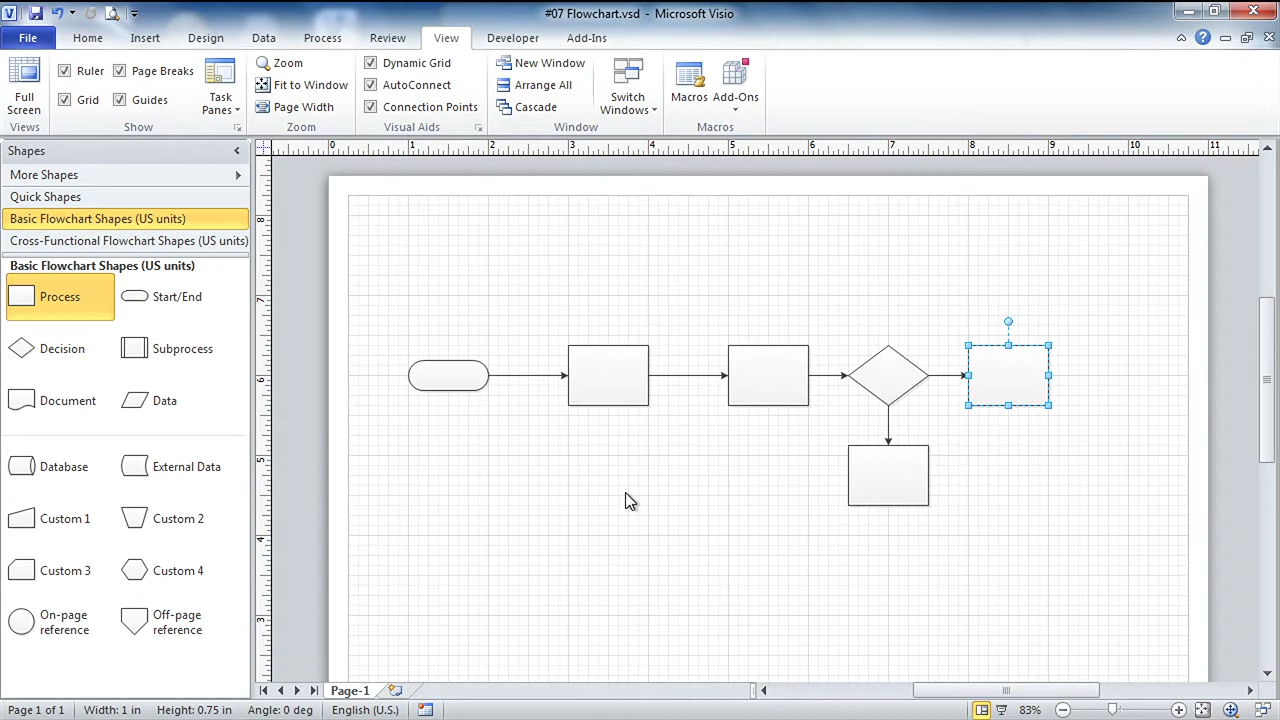 #07 Flowchart.vsd - Microsoft Visio
File Home Insert Design Data Process Review View Developer Add-Ins
Full Screen
Views
Ruler Page Breaks
Grid Guides
Task Panes
Show
Zoom
Fit to Window
Page Width
Zoom
Dynamic Grid
AutoConnect
Connection Points
Visual Aids
New Window
Arrange All
Cascade
Switch Windows
Window
Macros Add-Ons
Macros
Shapes
More Shapes
Quick Shapes
Basic Flowchart Shapes (US units)
Cross-Functional Flowchart Shapes (US units)
Basic Flowchart Shapes (US units)
Process Start/End
Decision Subprocess
Document Data
Database External Data
Custom 1 Custom 2
Custom 3 Custom 4
On-page reference Off-page reference
0 1 2 3 4 5 6 7 8 9 10 11
8
7
6
5
4
3
Page-1
Page 1 of 1 Width: 1 in Height: 0.75 in Angle: 0 deg English (U.S.) 83%